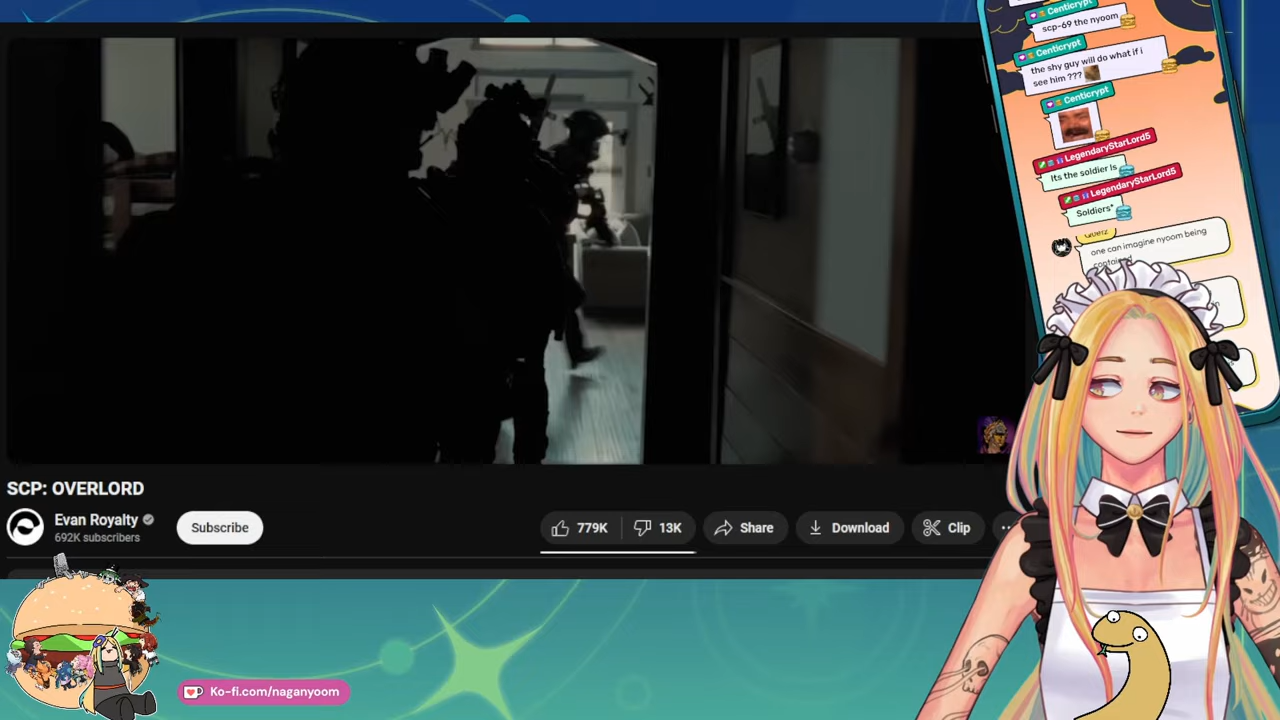 Centicrypt
scp-69 the nyoom
Centicrypt
the shy guy will do what if i
see him ???
Centicrypt
LegendaryStarLord5
Its the soldier ls
LegendaryStarLord5
Soldiers*
one can imagine nyoom being
contained
SCP: OVERLORD
Evan Royalty
692K subscribers
Subscribe
779K
13K
Share
Download
Clip
Ko-fi.com/naganyoom